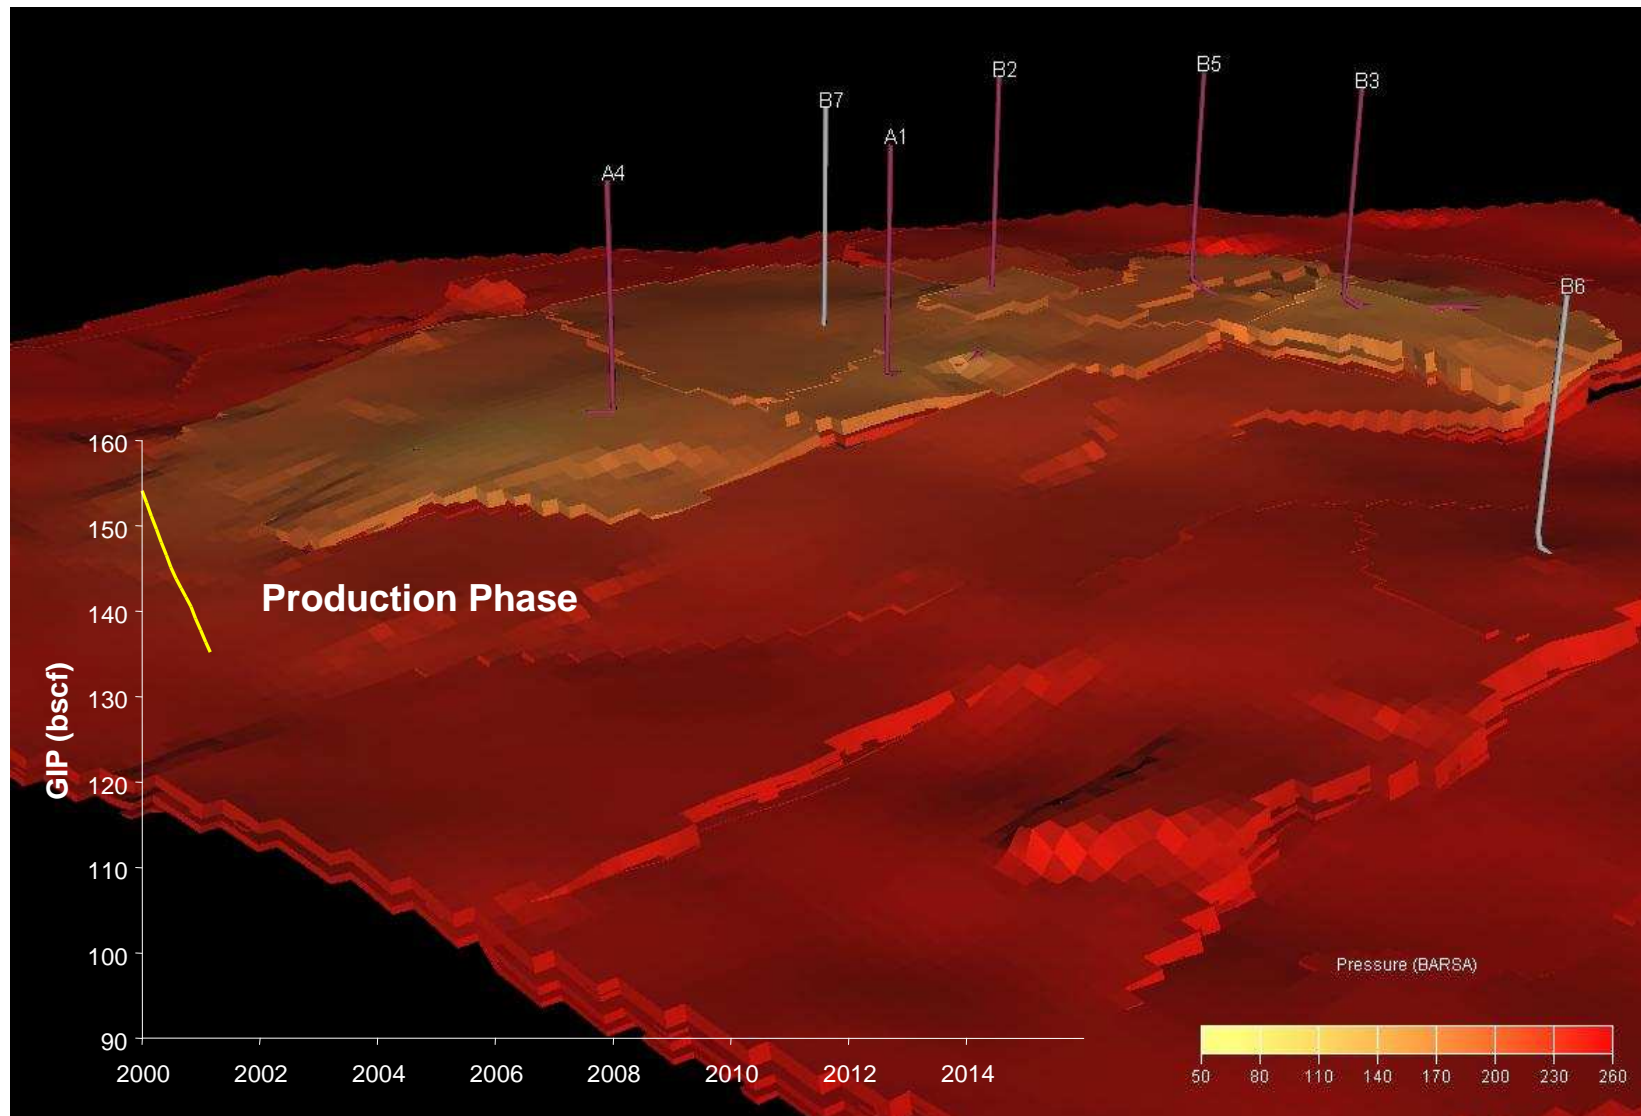 B2
B5
B3
B7
A1
A4
B6
160
150
Production Phase
140
GIP (bscf)
130
120
110
100
Pressure (BARSA)
90
2000 2002 2004 2006 2008 2010 2012 2014
50 80 110 140 170 200 230 260